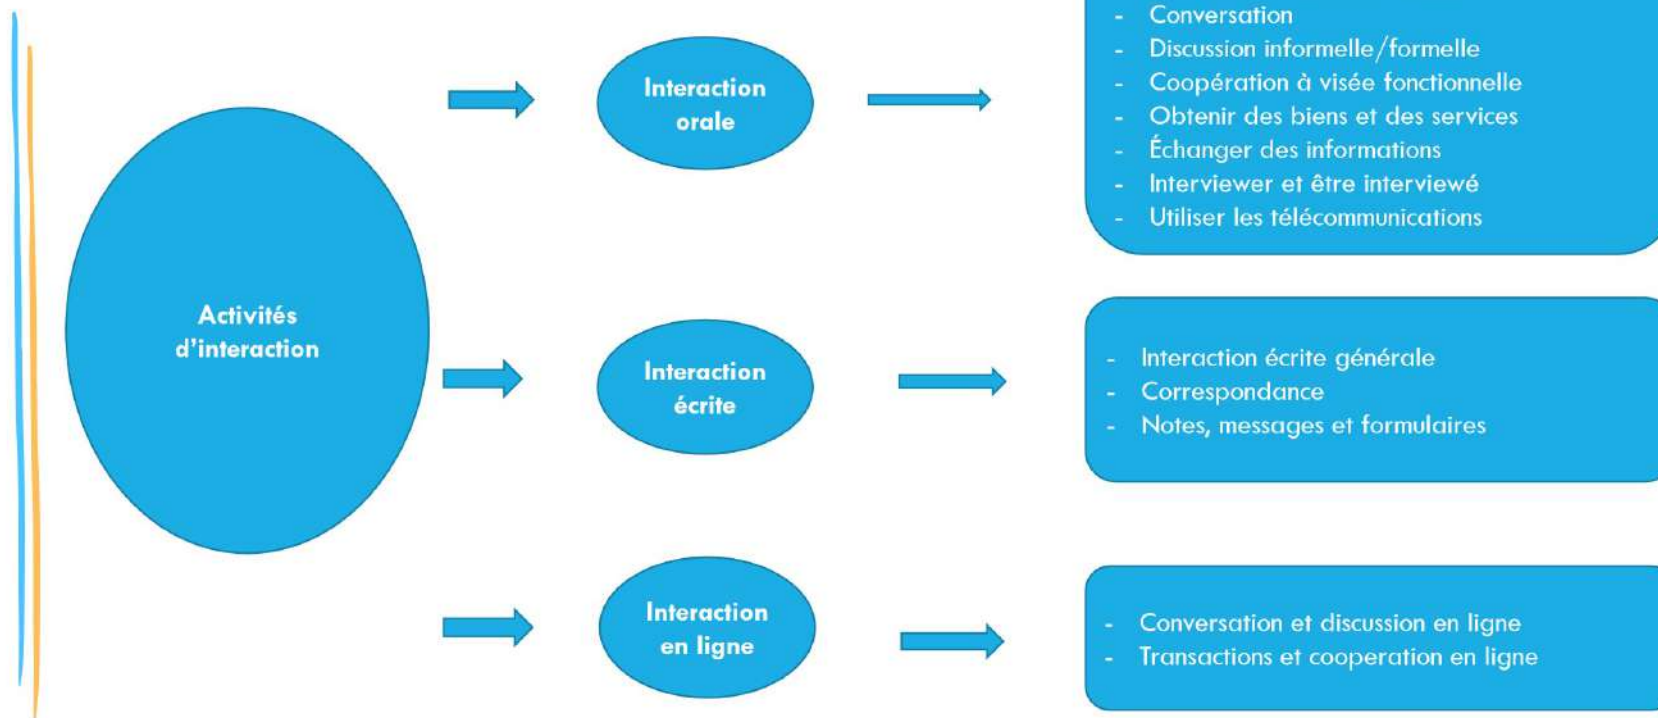 Activités
d'interaction
Interaction
orale
- Conversation
- Discussion informelle/formelle
- Coopération à visée fonctionnelle
- Obtenir des biens et des services
- Échanger des informations
- Interviewer et être interviewé
- Utiliser les télécommunications
Interaction
écrite
- Interaction écrite générale
- Correspondance
- Notes, messages et formulaires
Interaction
en ligne
- Conversation et discussion en ligne
- Transactions et cooperation en ligne